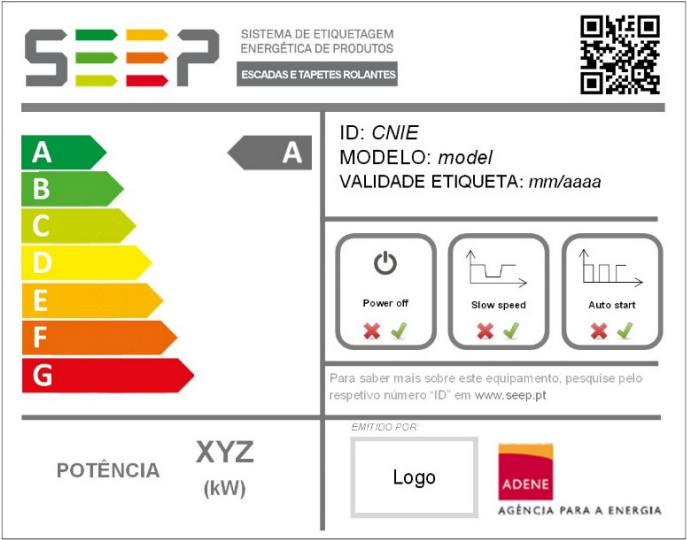 SEEP
SISTEMA DE ETIQUETAGEM
ENERGÉTICA DE PRODUTOS
ESCADAS E TAPETES ROLANTES
A
B
C
D
E
F
G
A
ID: CNIE
MODELO: model
VALIDADE ETIQUETA: mm/aaaa
Power off
Slow speed
Auto start
Para saber mais sobre este equipamento, pesquise pelo
respetivo número "ID" em www.seep.pt
POTÊNCIA
XYZ
(kW)
EMITIDO POR:
Logo
ADENE
AGÊNCIA PARA A ENERGIA